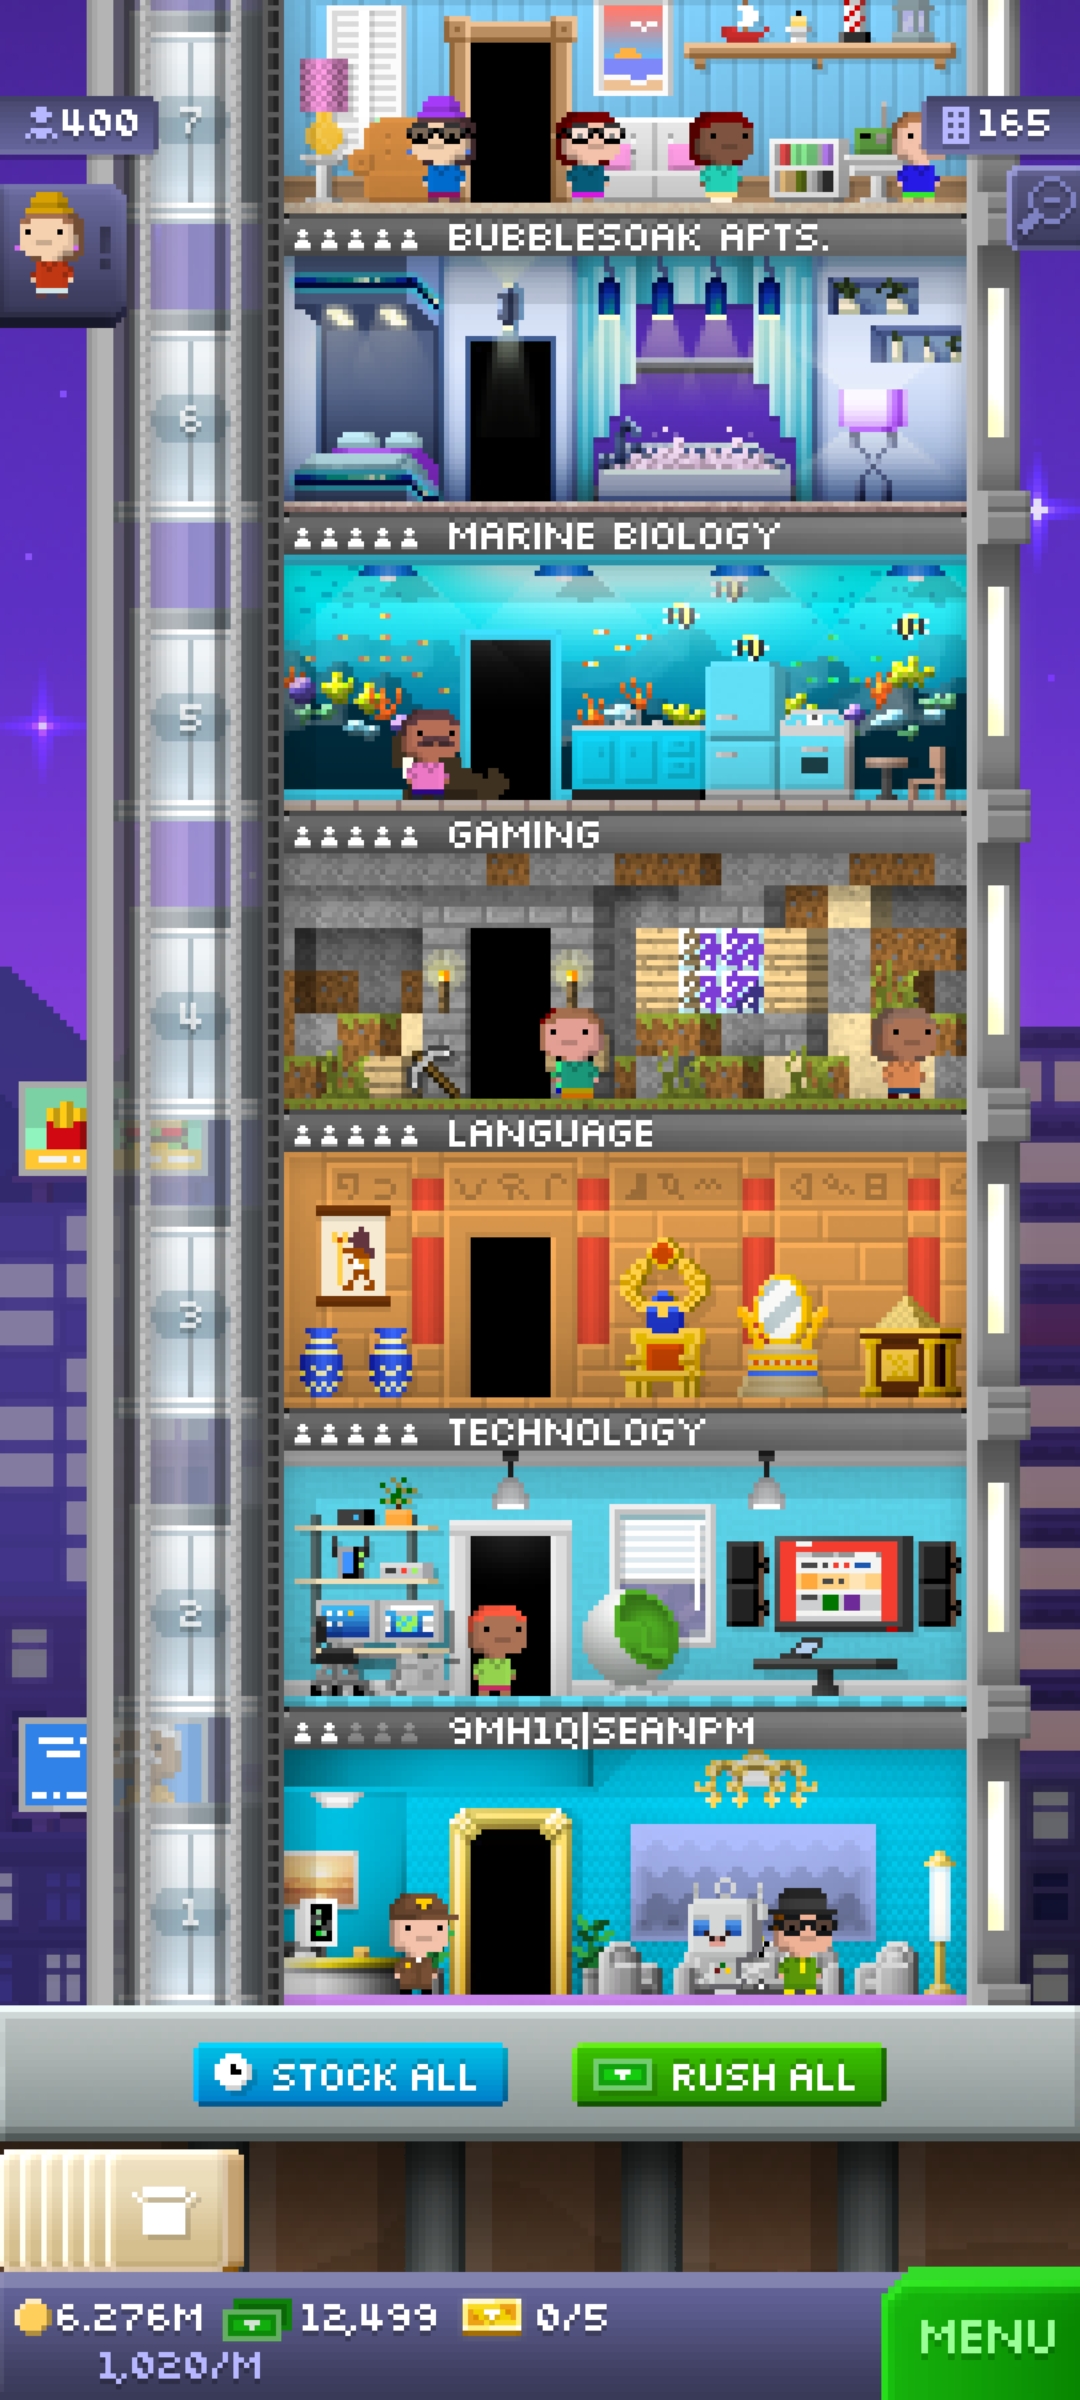 7
400
165
BUBBLESOAK APTS.
6
MARINE BIOLOGY
5
GAMING
4
LANGUAGE
3
TECHNOLOGY
2
9MH1Q|SEANPM
1
STOCK ALL
RUSH ALL
6.276M 12,499 0/5
1,020/M
MENU